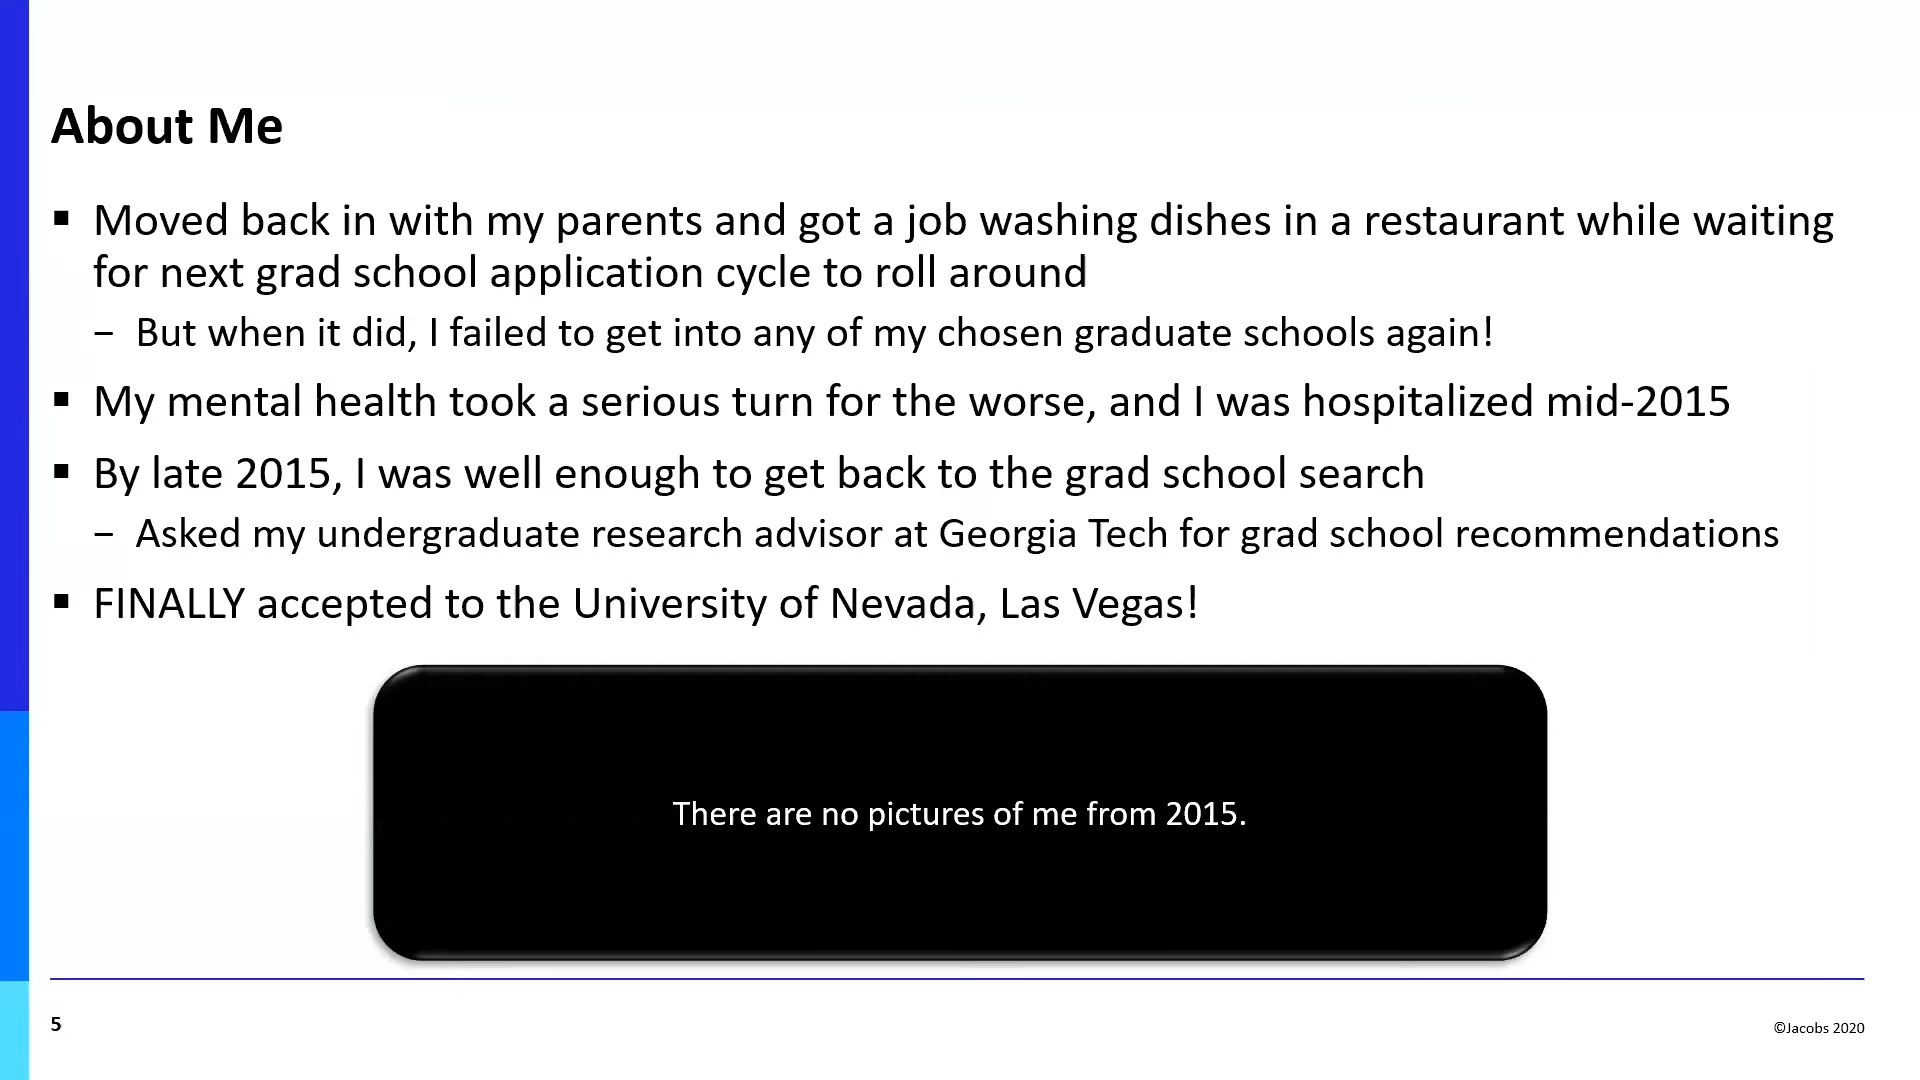 About Me
▪ Moved back in with my parents and got a job washing dishes in a restaurant while waiting
for next grad school application cycle to roll around
− But when it did, I failed to get into any of my chosen graduate schools again!
▪ My mental health took a serious turn for the worse, and I was hospitalized mid-2015
▪ By late 2015, I was well enough to get back to the grad school search
− Asked my undergraduate research advisor at Georgia Tech for grad school recommendations
▪ FINALLY accepted to the University of Nevada, Las Vegas!
There are no pictures of me from 2015.
5
©Jacobs 2020